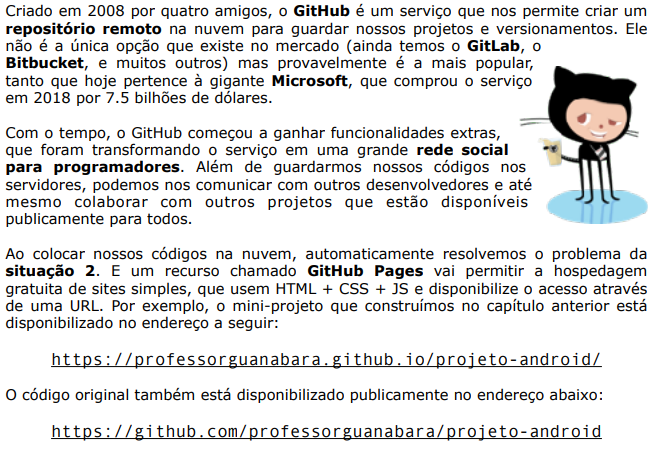 Criado em 2008 por quatro amigos, o GitHub é um serviço que nos permite criar um
repositório remoto na nuvem para guardar nossos projetos e versionamentos. Ele
não é a única opção que existe no mercado (ainda temos o GitLab, o
Bitbucket, e muitos outros) mas provavelmente é a mais popular,
tanto que hoje pertence à gigante Microsoft, que comprou o serviço
em 2018 por 7.5 bilhões de dólares.
Com o tempo, o GitHub começou a ganhar funcionalidades extras,
que foram transformando o serviço em uma grande rede social
para programadores. Além de guardarmos nossos códigos nos
servidores, podemos nos comunicar com outros desenvolvedores e até
mesmo colaborar com outros projetos que estão disponíveis
publicamente para todos.
Ao colocar nossos códigos na nuvem, automaticamente resolvemos o problema da
situação 2. E um recurso chamado GitHub Pages vai permitir a hospedagem
gratuita de sites simples, que usem HTML + CSS + JS e disponibilize o acesso através
de uma URL. Por exemplo, o mini-projeto que construímos no capítulo anterior está
disponibilizado no endereço a seguir:
https://professorguanabara.github.io/projeto-android/
O código original também está disponibilizado publicamente no endereço abaixo:
https://github.com/professorguanabara/projeto-android